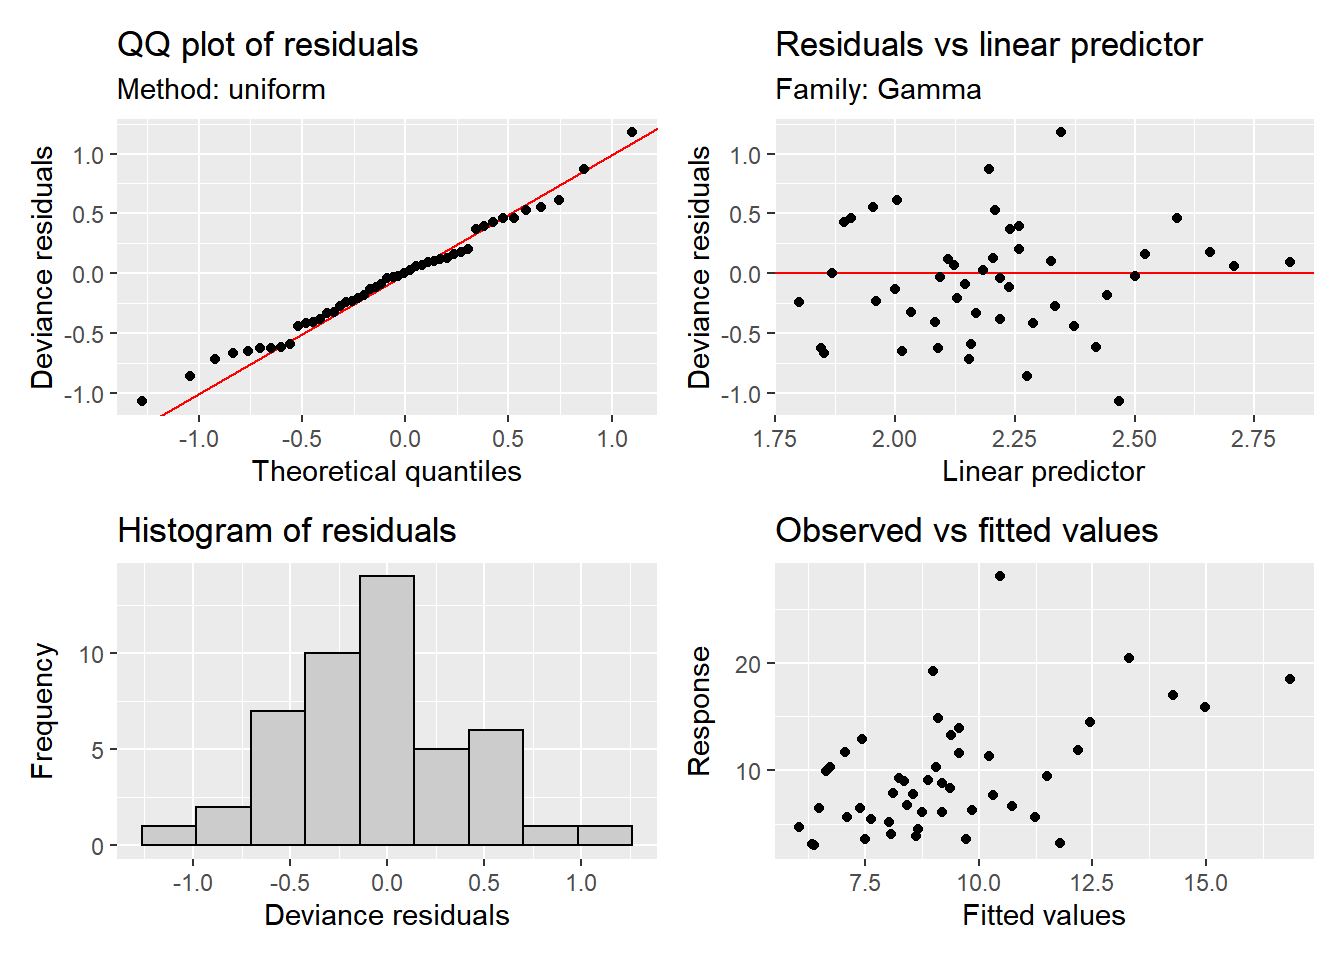 QQ plot of residuals
Method: uniform
Deviance residuals
1.0
0.5
0.0
-0.5
-1.0
-1.0 -0.5 0.0 0.5 1.0
Theoretical quantiles
Residuals vs linear predictor
Family: Gamma
Deviance residuals
1.0
0.5
0.0
-0.5
-1.0
1.75 2.00 2.25 2.50 2.75
Linear predictor
Histogram of residuals
Frequency
10
5
0
-1.0 -0.5 0.0 0.5 1.0
Deviance residuals
Observed vs fitted values
Response
20
10
7.5 10.0 12.5 15.0
Fitted values